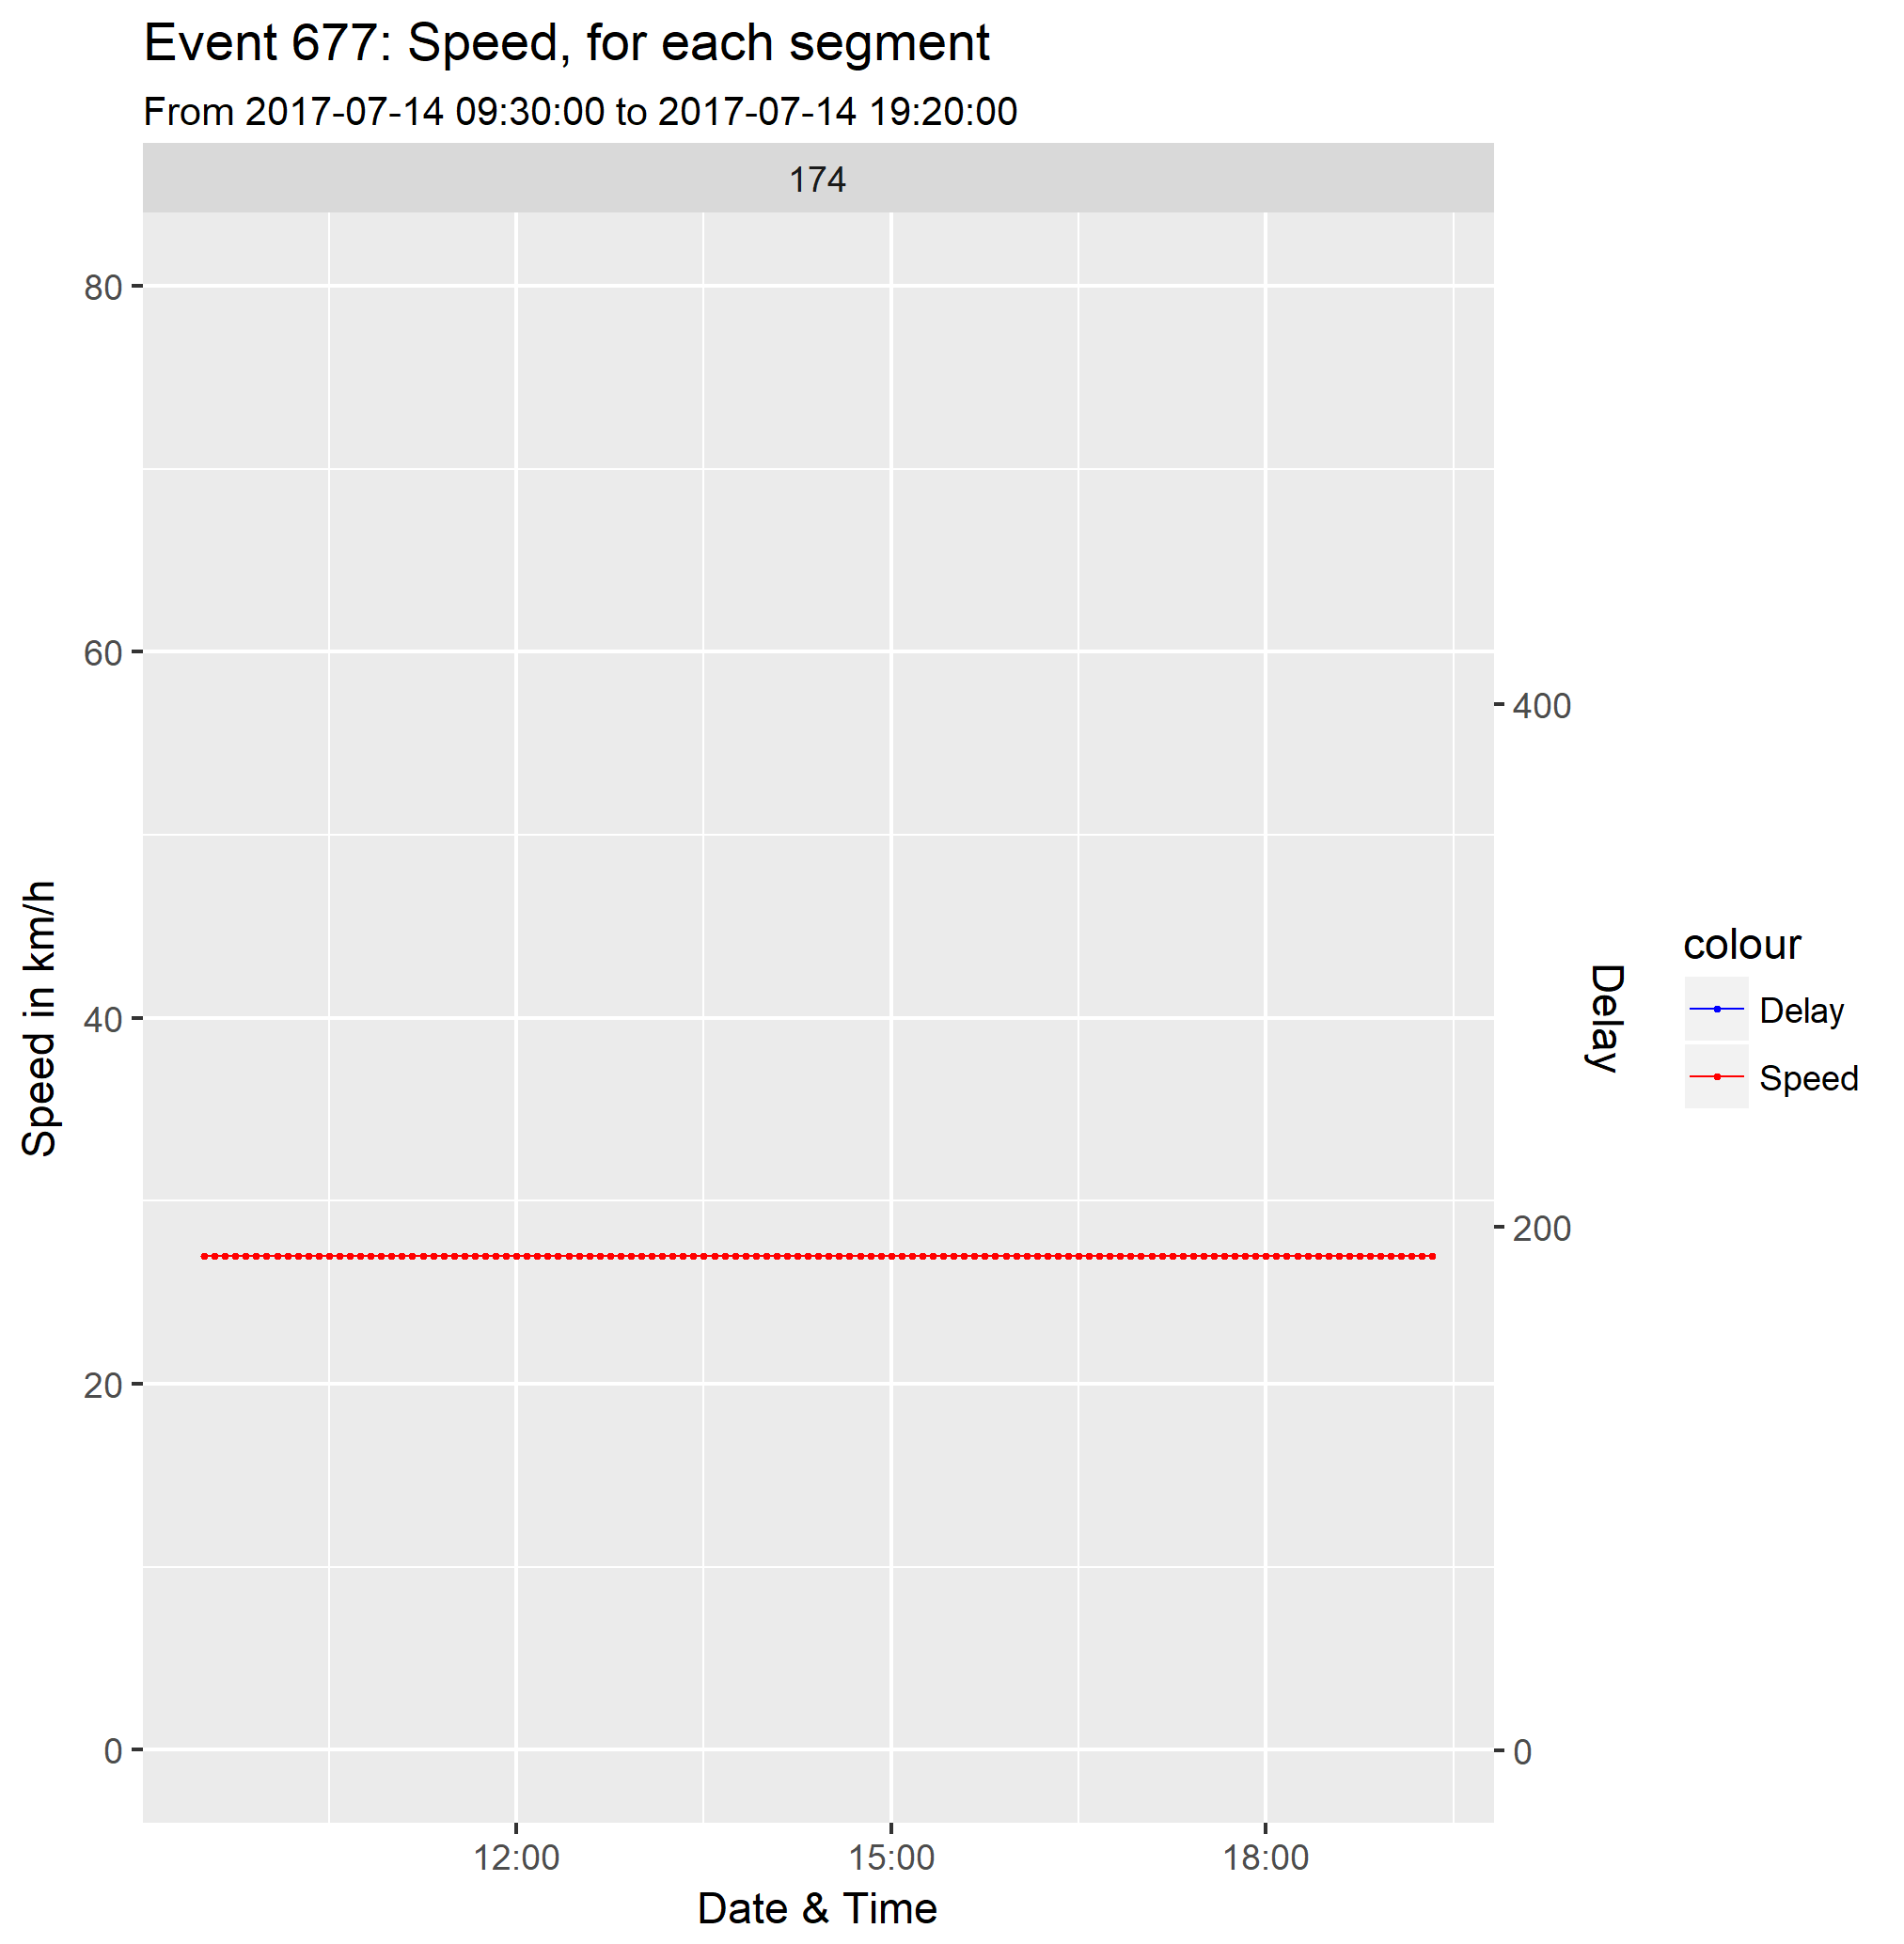 Event 677: Speed, for each segment
From 2017-07-14 09:30:00 to 2017-07-14 19:20:00
174
Speed in km/h
80
60
40
20
0
400
200
0
Delay
colour
Delay
Speed
12:00 15:00 18:00
Date & Time